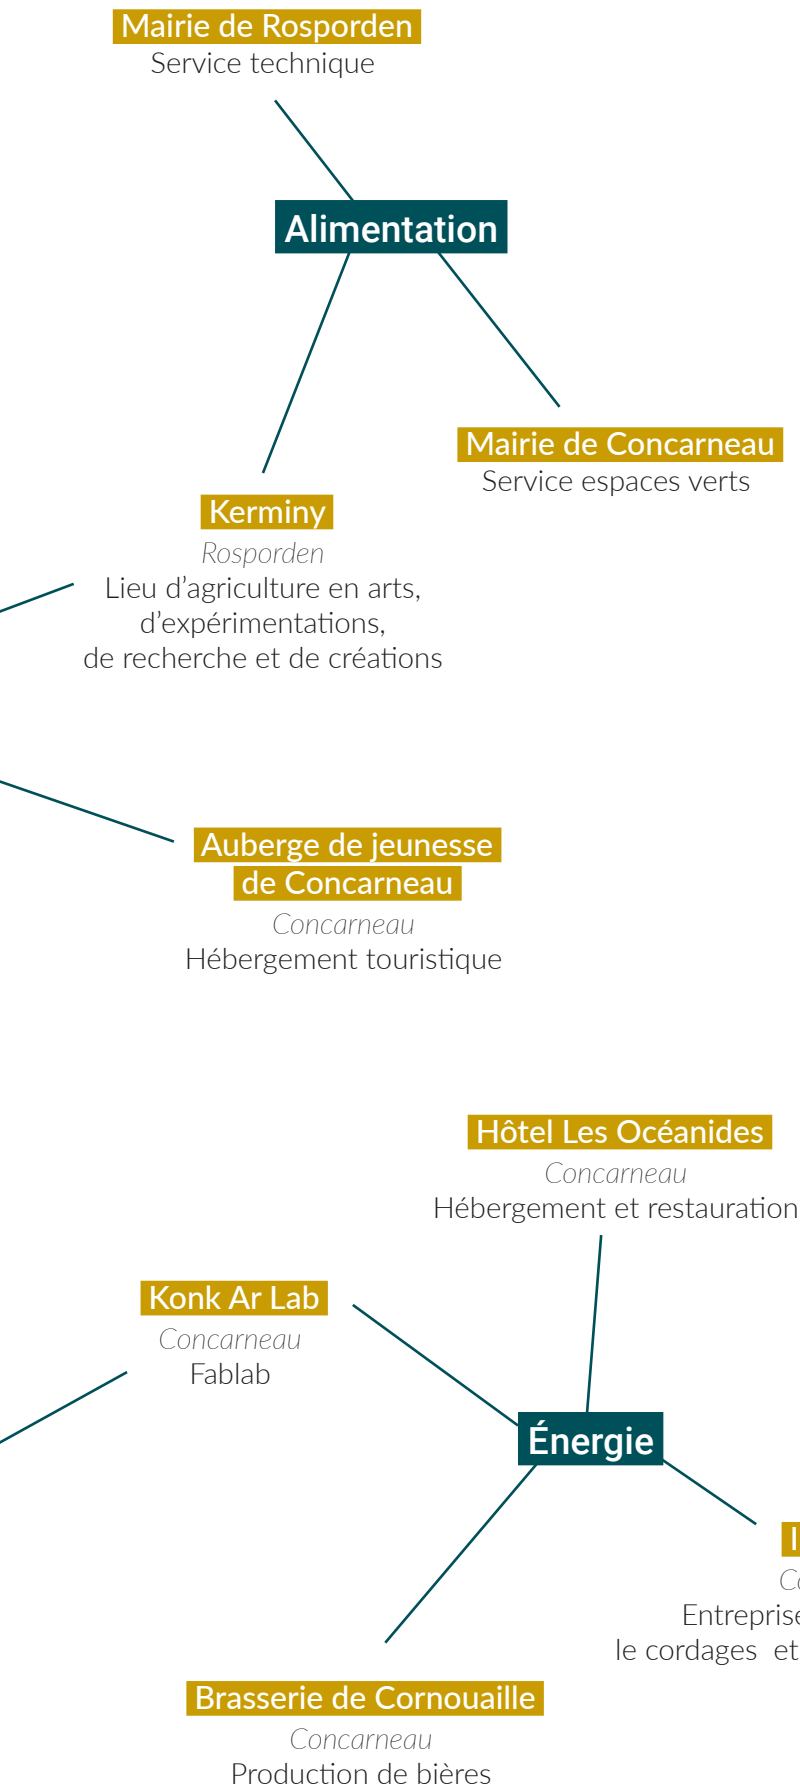 Mairie de Rosporden
Service technique
Alimentation
Mairie de Concarneau
Service espaces verts
Kerminy
Rosporden
Lieu d’agriculture en arts,
d’expérimentations,
de recherche et de créations
Auberge de jeunesse
de Concarneau
Concarneau
Hébergement touristique
Hôtel Les Océanides
Concarneau
Hébergement et restauration
Konk Ar Lab
Concarneau
Fablab
Énergie
Entreprise
le cordages et
Brasserie de Cornouaille
Concarneau
Production de bières